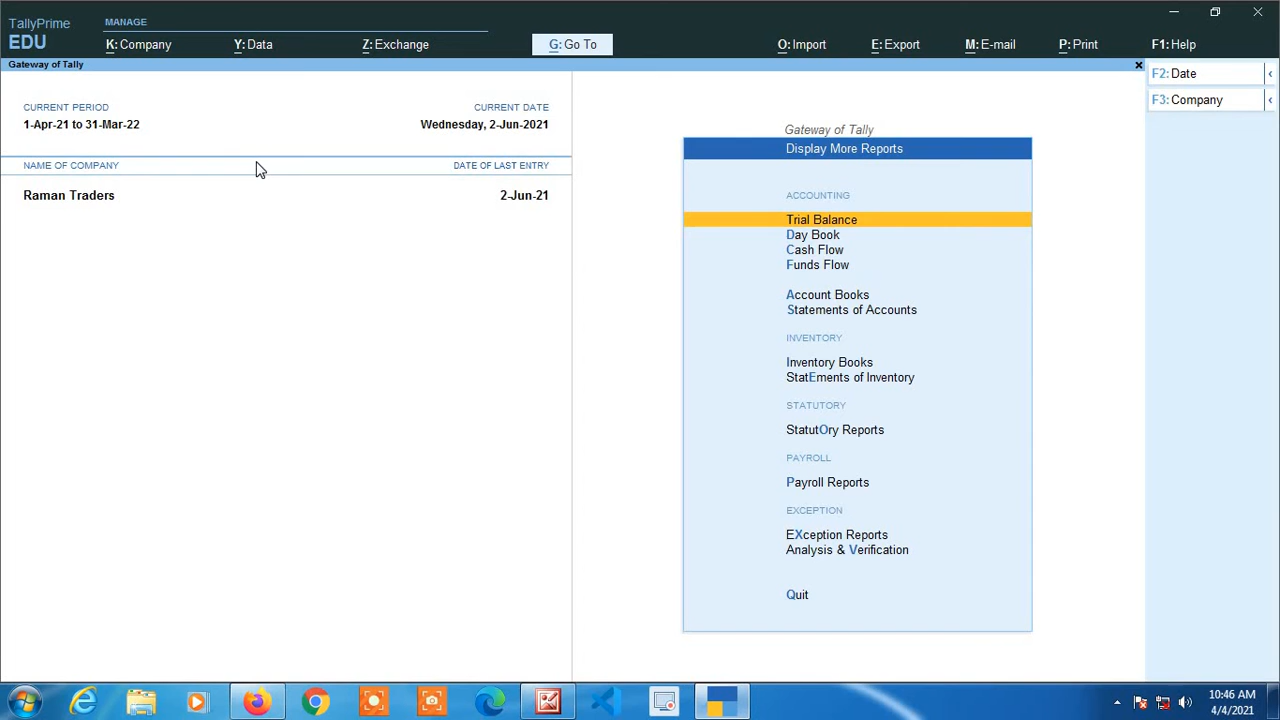 TallyPrime
EDU
MANAGE
K: Company
Y: Data
Z: Exchange
G: Go To
O: Import
E: Export
M: E-mail
P: Print
F1: Help
Gateway of Tally
F2: Date
F3: Company
CURRENT PERIOD
CURRENT DATE
1-Apr-21 to 31-Mar-22
Wednesday, 2-Jun-2021
NAME OF COMPANY
DATE OF LAST ENTRY
Raman Traders
2-Jun-21
Gateway of Tally
Display More Reports
ACCOUNTING
Trial Balance
Day Book
Cash Flow
Funds Flow
Account Books
Statements of Accounts
INVENTORY
Inventory Books
StatEments of Inventory
STATUTORY
StatutOry Reports
PAYROLL
Payroll Reports
EXCEPTION
EXception Reports
Analysis & Verification
Quit
10:46 AM
4/4/2021